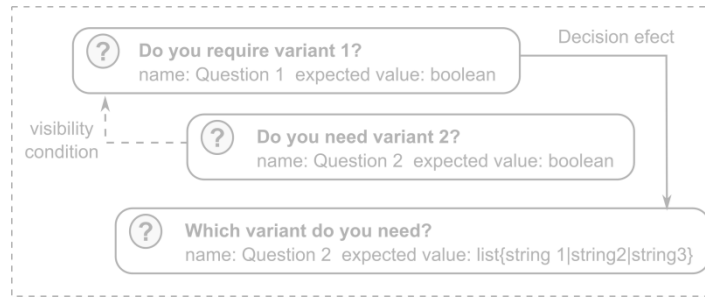 Decision efect
?
Do you require variant 1?
name: Question 1 expected value: boolean
visibility
condition
?
Do you need variant 2?
name: Question 2 expected value: boolean
?
Which variant do you need?
name: Question 2 expected value: list{string 1|string2|string3}